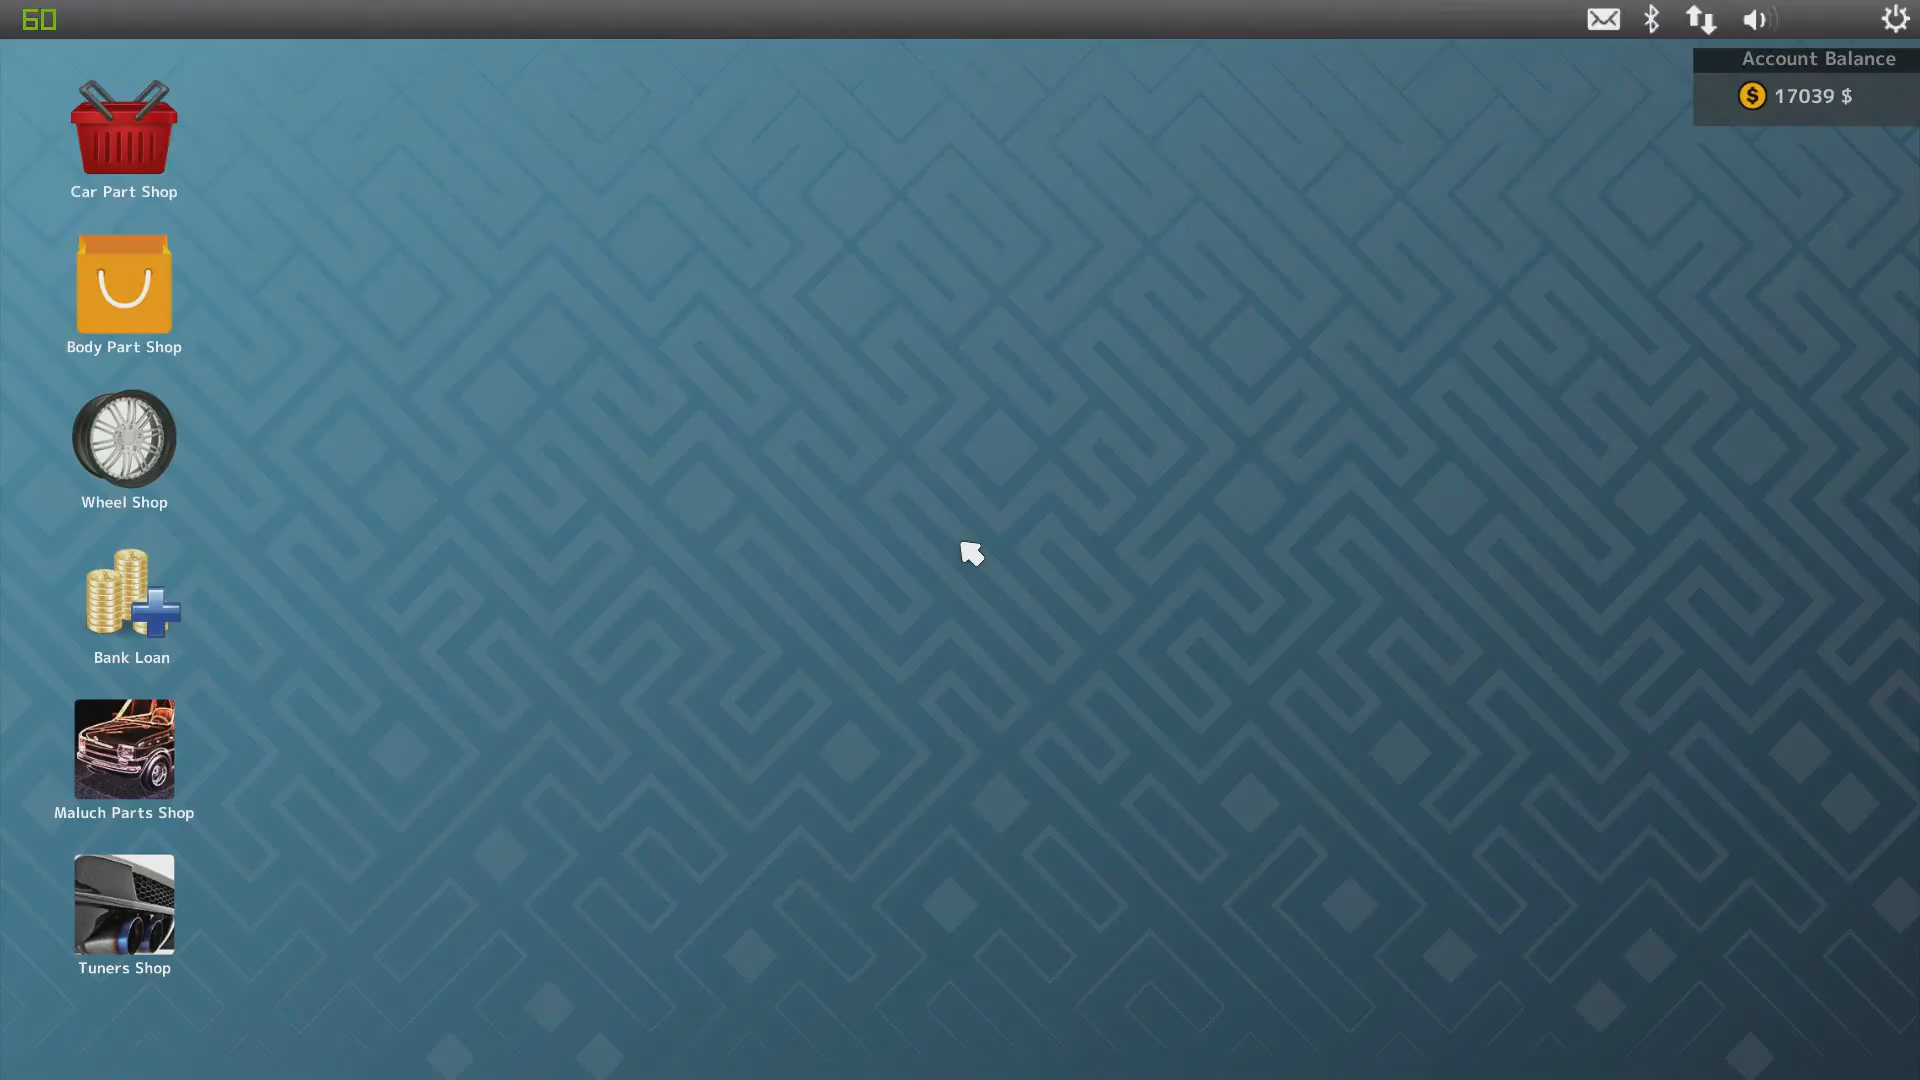 60
Account Balance
17039 $
Car Part Shop
Body Part Shop
Wheel Shop
Bank Loan
Maluch Parts Shop
Tuners Shop